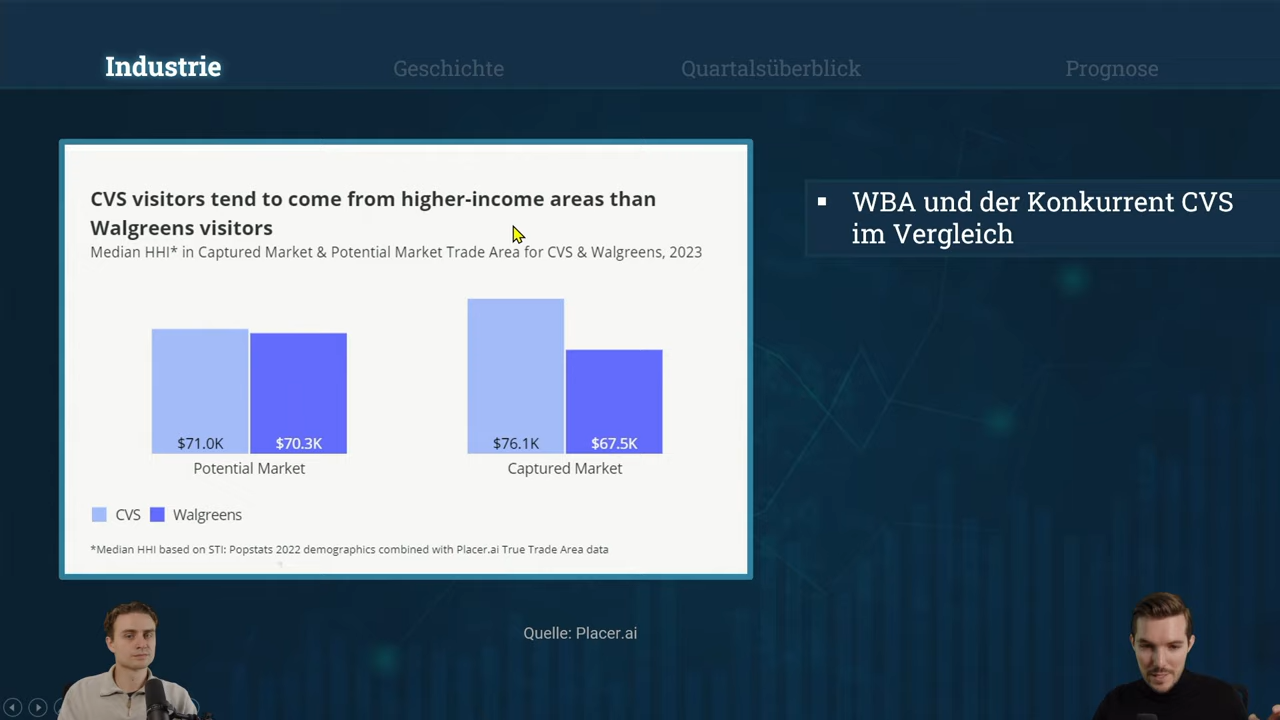 Industrie
Geschichte
Quartalsüberblick
Prognose
CVS visitors tend to come from higher-income areas than
Walgreens visitors
Median HHI* in Captured Market & Potential Market Trade Area for CVS & Walgreens, 2023
$71.0K
$70.3K
$76.1K
$67.5K
Potential Market
Captured Market
CVS
Walgreens
*Median HHI based on STI: Popstats 2022 demographics combined with Placer.ai True Trade Area data
▪ WBA und der Konkurrent CVS
im Vergleich
Quelle: Placer.ai